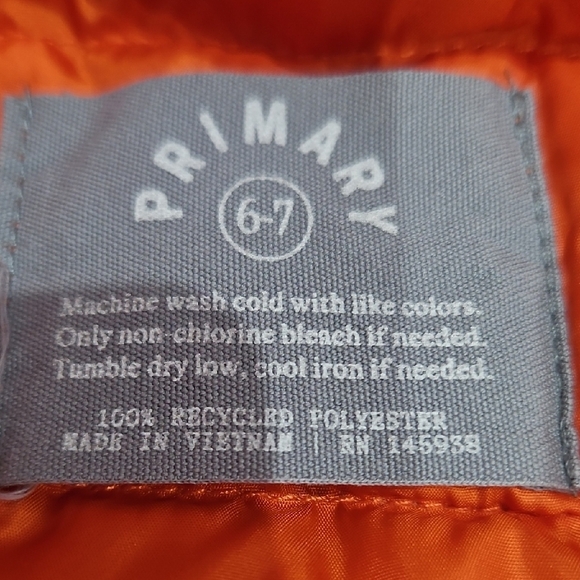 PRIMARY
6-7
Machine wash cold with like colors.
Only non-chlorine bleach if needed.
Tumble dry low, cool iron if needed.
100% RECYCLED POLYESTER
MADE IN VIETNAM | RN 145938